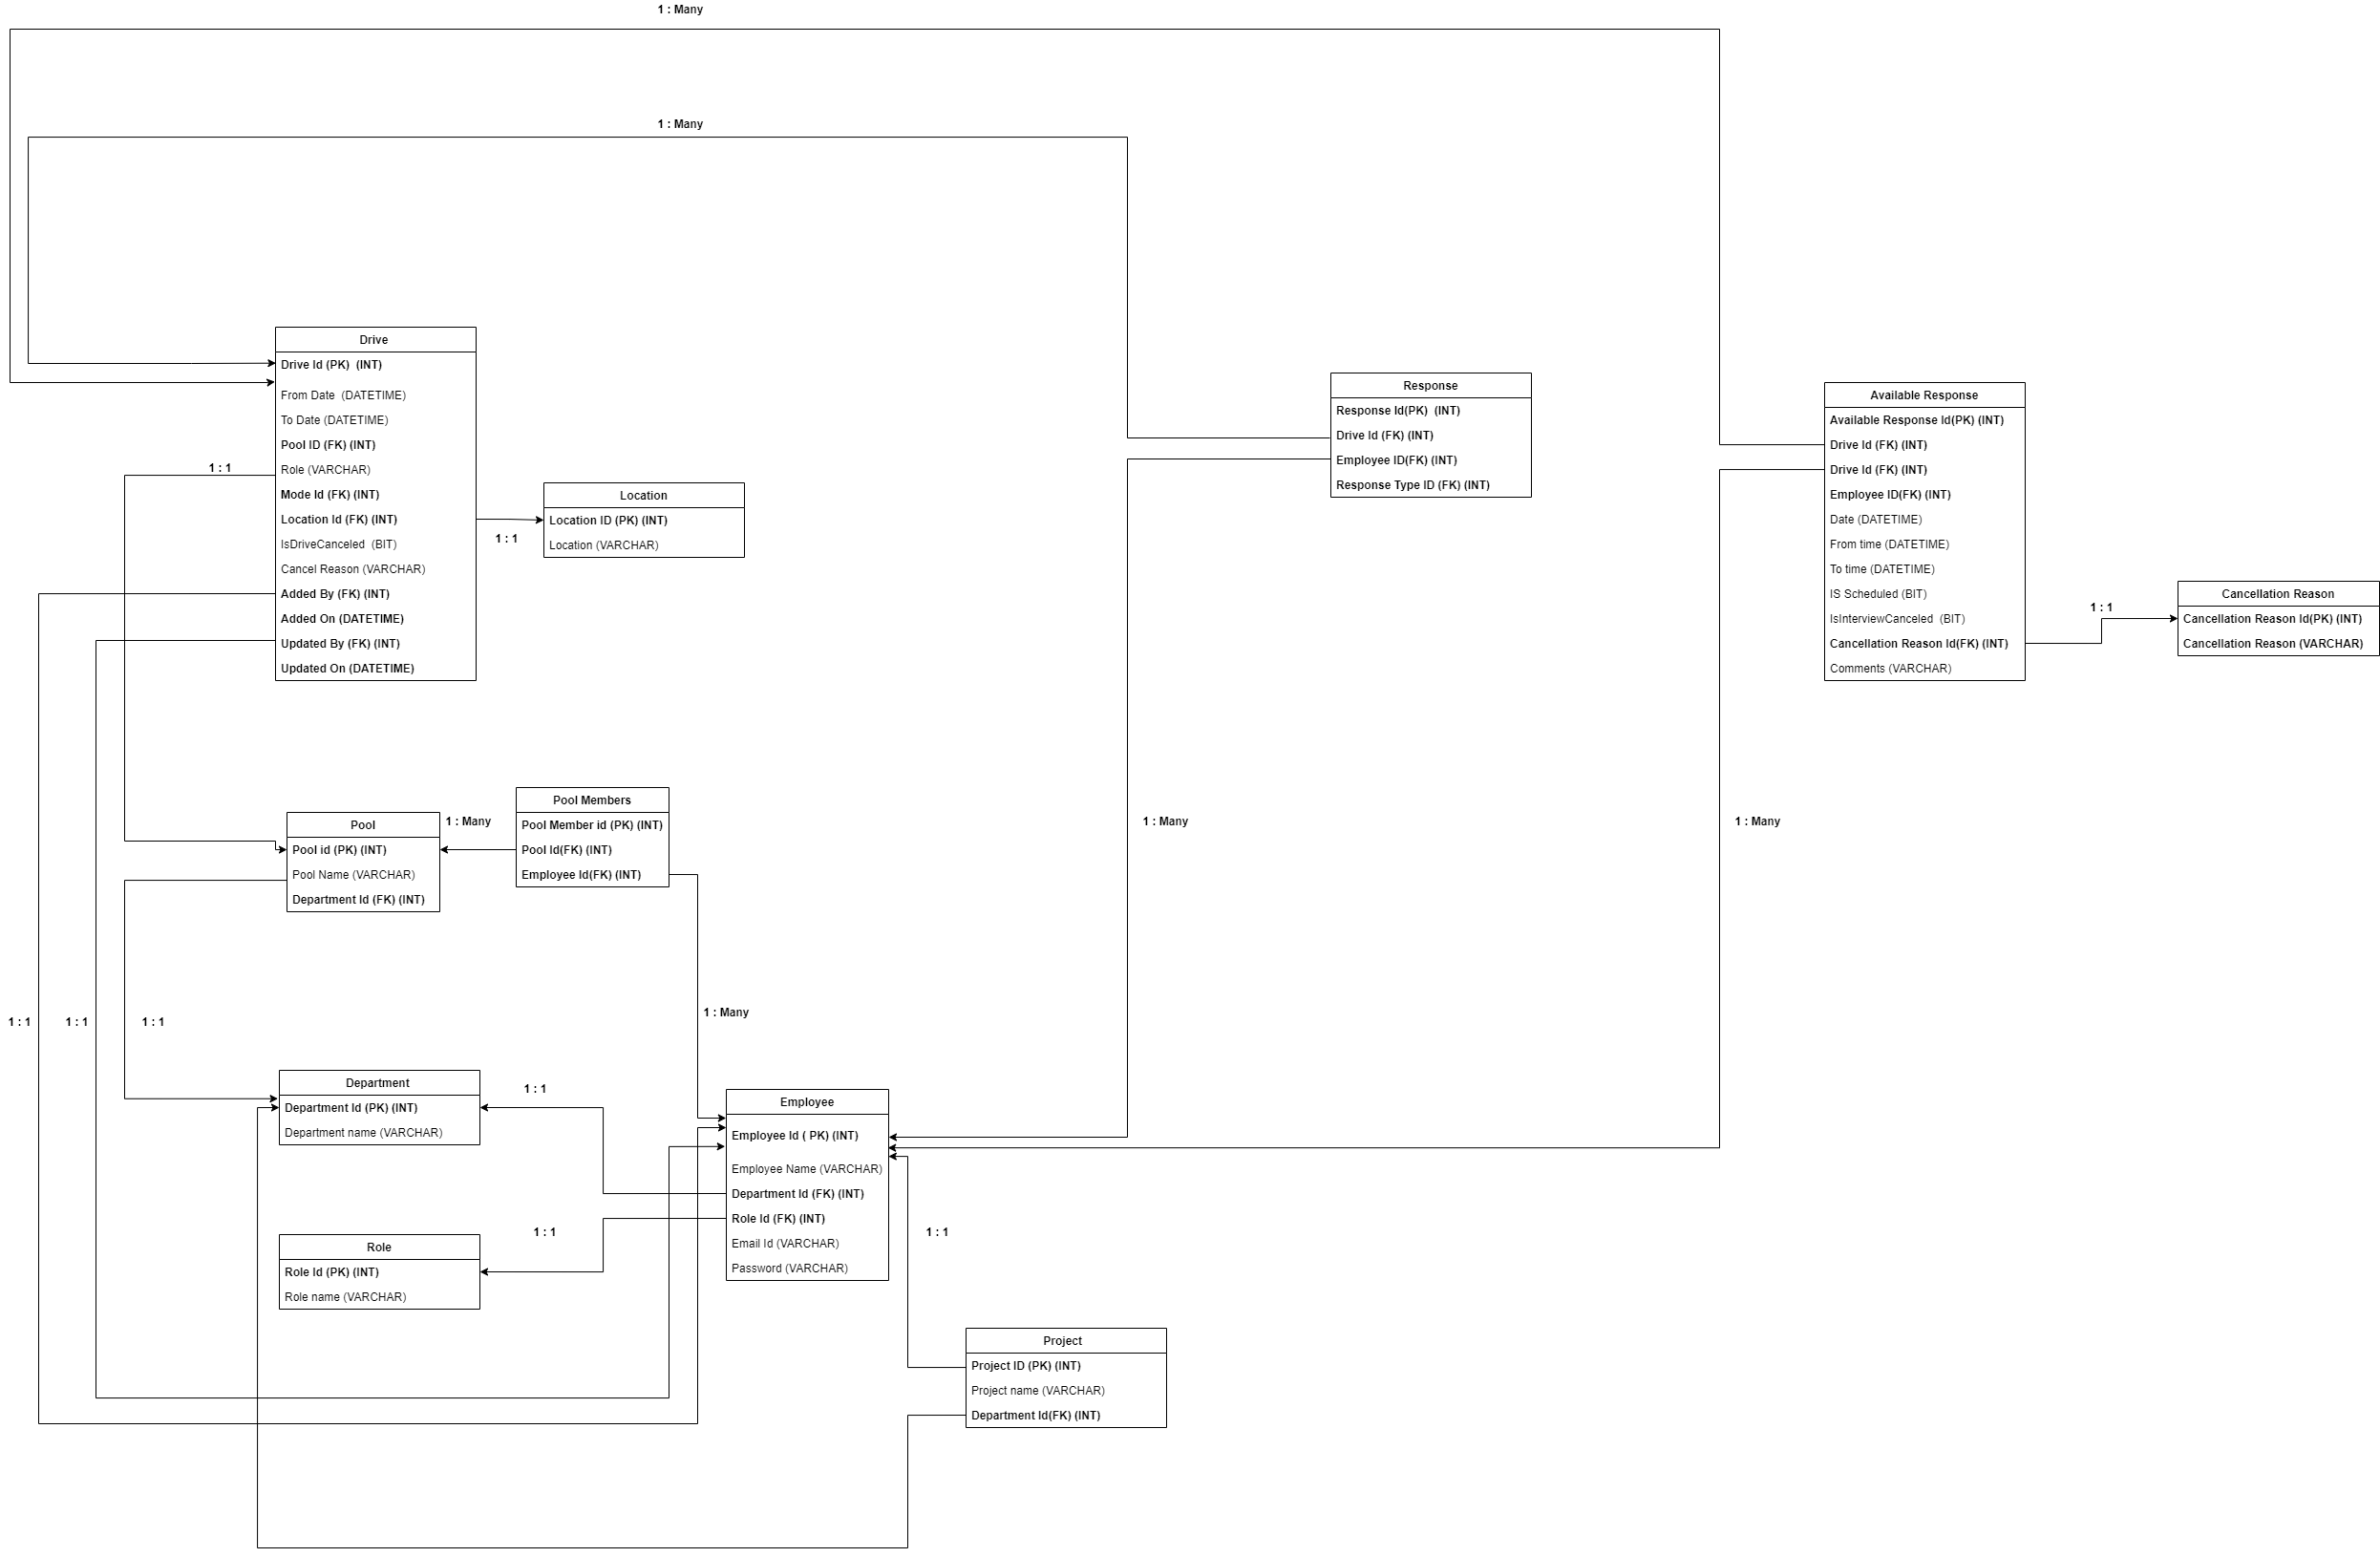 1 : Many
1 : Many
Drive
Drive Id (PK)  (INT)
From Date  (DATETIME)
To Date (DATETIME)
Pool ID (FK) (INT)
Role (VARCHAR)
Mode Id (FK) (INT)
Location Id (FK) (INT)
IsDriveCanceled  (BIT)
Cancel Reason (VARCHAR)
Added By (FK) (INT)
Added On (DATETIME)
Updated By (FK) (INT)
Updated On (DATETIME)
1 : 1
Location
Location ID (PK) (INT)
Location (VARCHAR)
1 : 1
Response
Response Id(PK)  (INT)
Drive Id (FK) (INT)
Employee ID(FK) (INT)
Response Type ID (FK) (INT)
Available Response
Available Response Id(PK) (INT)
Drive Id (FK) (INT)
Drive Id (FK) (INT)
Employee ID(FK) (INT)
Date (DATETIME)
From time (DATETIME)
To time (DATETIME)
IS Scheduled (BIT)
IsInterviewCanceled  (BIT)
Cancellation Reason Id(FK) (INT)
Comments (VARCHAR)
1 : 1
Cancellation Reason
Cancellation Reason Id(PK) (INT)
Cancellation Reason (VARCHAR)
Pool
Pool id (PK) (INT)
Pool Name (VARCHAR)
Department Id (FK) (INT)
1 : Many
Pool Members
Pool Member id (PK) (INT)
Pool Id(FK) (INT)
Employee Id(FK) (INT)
1 : Many
1 : Many
1 : Many
1 : 1
1 : 1
1 : 1
Department
Department Id (PK) (INT)
Department name (VARCHAR)
1 : 1
Employee
Employee Id ( PK) (INT)
Employee Name (VARCHAR)
Department Id (FK) (INT)
Role Id (FK) (INT)
Email Id (VARCHAR)
Password (VARCHAR)
1 : 1
1 : 1
Role
Role Id (PK) (INT)
Role name (VARCHAR)
Project
Project ID (PK) (INT)
Project name (VARCHAR)
Department Id(FK) (INT)